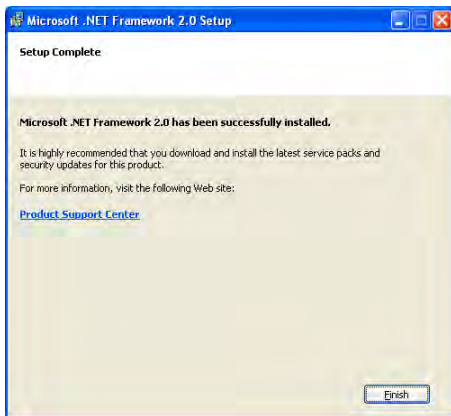 Microsoft .NET Framework 2.0 Setup
Setup Complete
Microsoft .NET Framework 2.0 has been successfully installed.
It is highly recommended that you download and install the latest service packs and
security updates for this product.
For more information, visit the following Web site:
Product Support Center
Finish